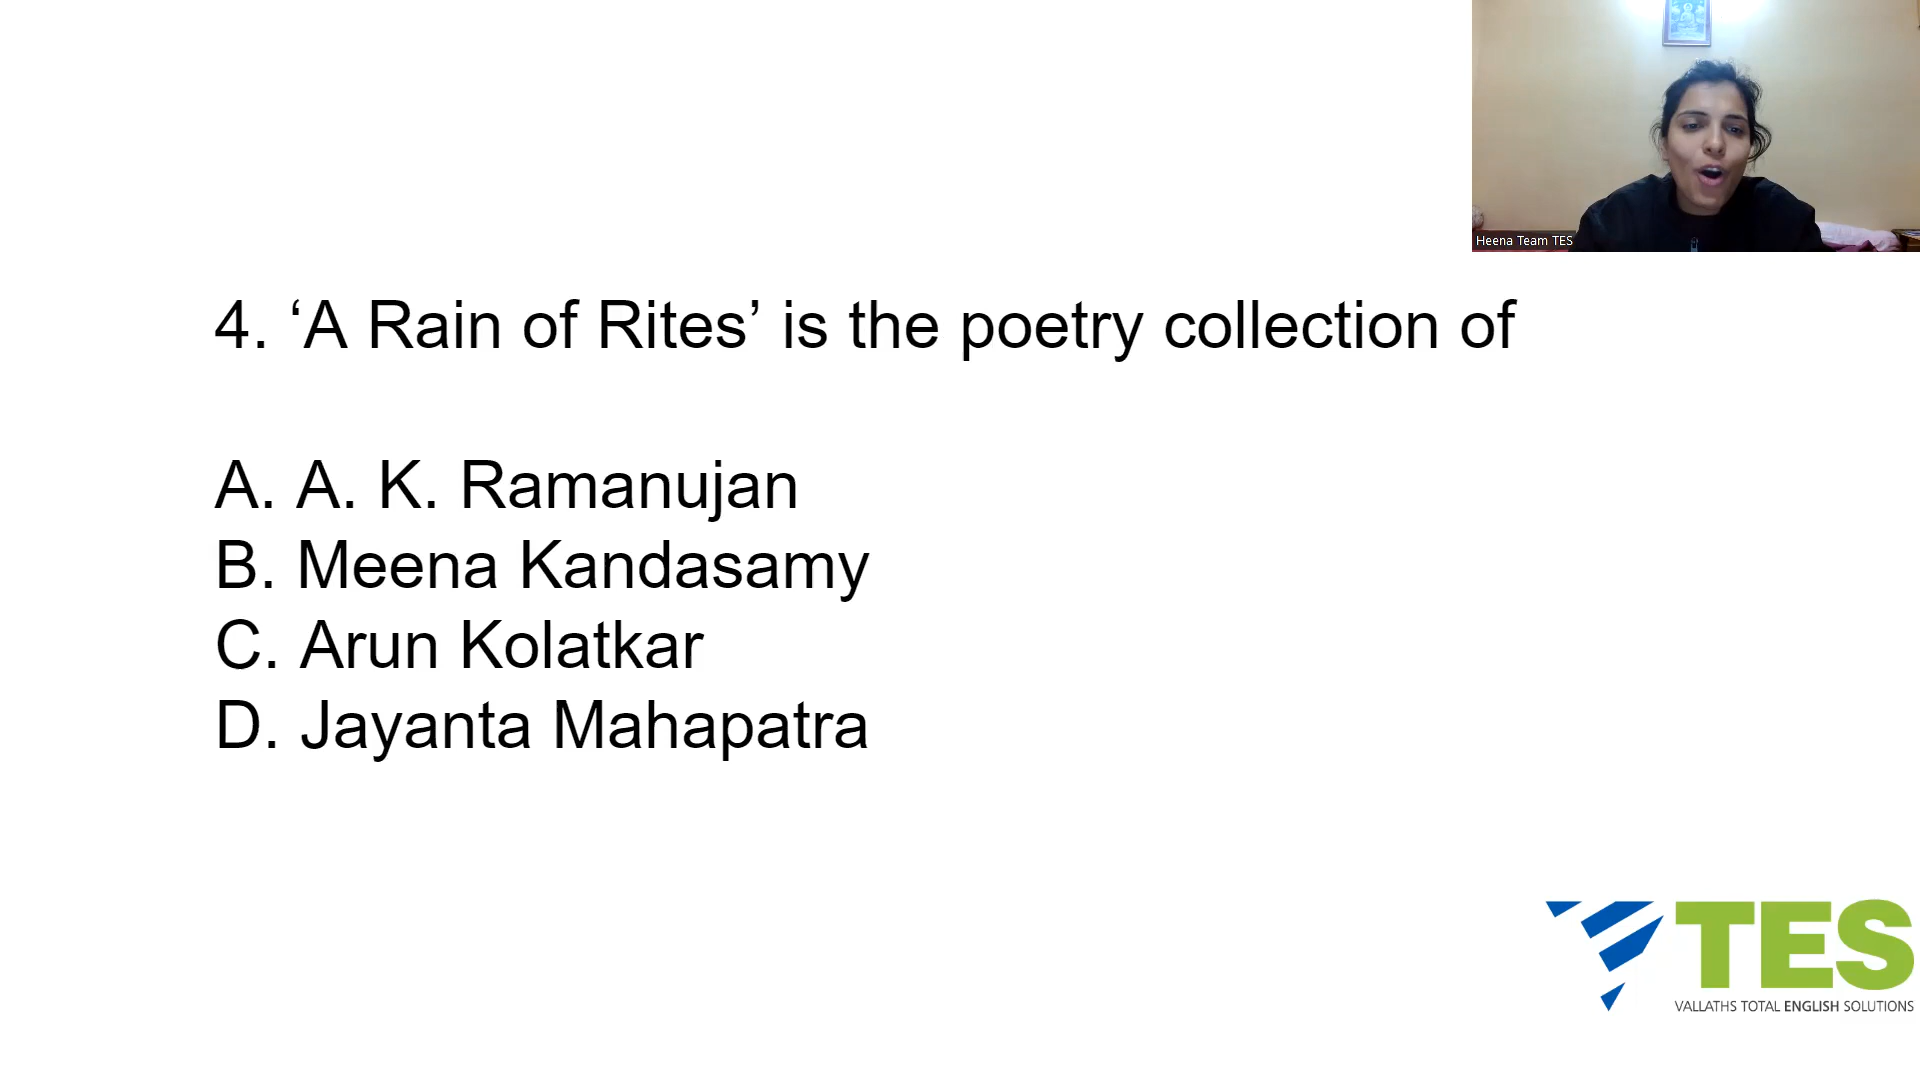 Heena Team TES
4. ‘A Rain of Rites’ is the poetry collection of
A. A. K. Ramanujan
B. Meena Kandasamy
C. Arun Kolatkar
D. Jayanta Mahapatra
TES
VALLATHS TOTAL ENGLISH SOLUTIONS